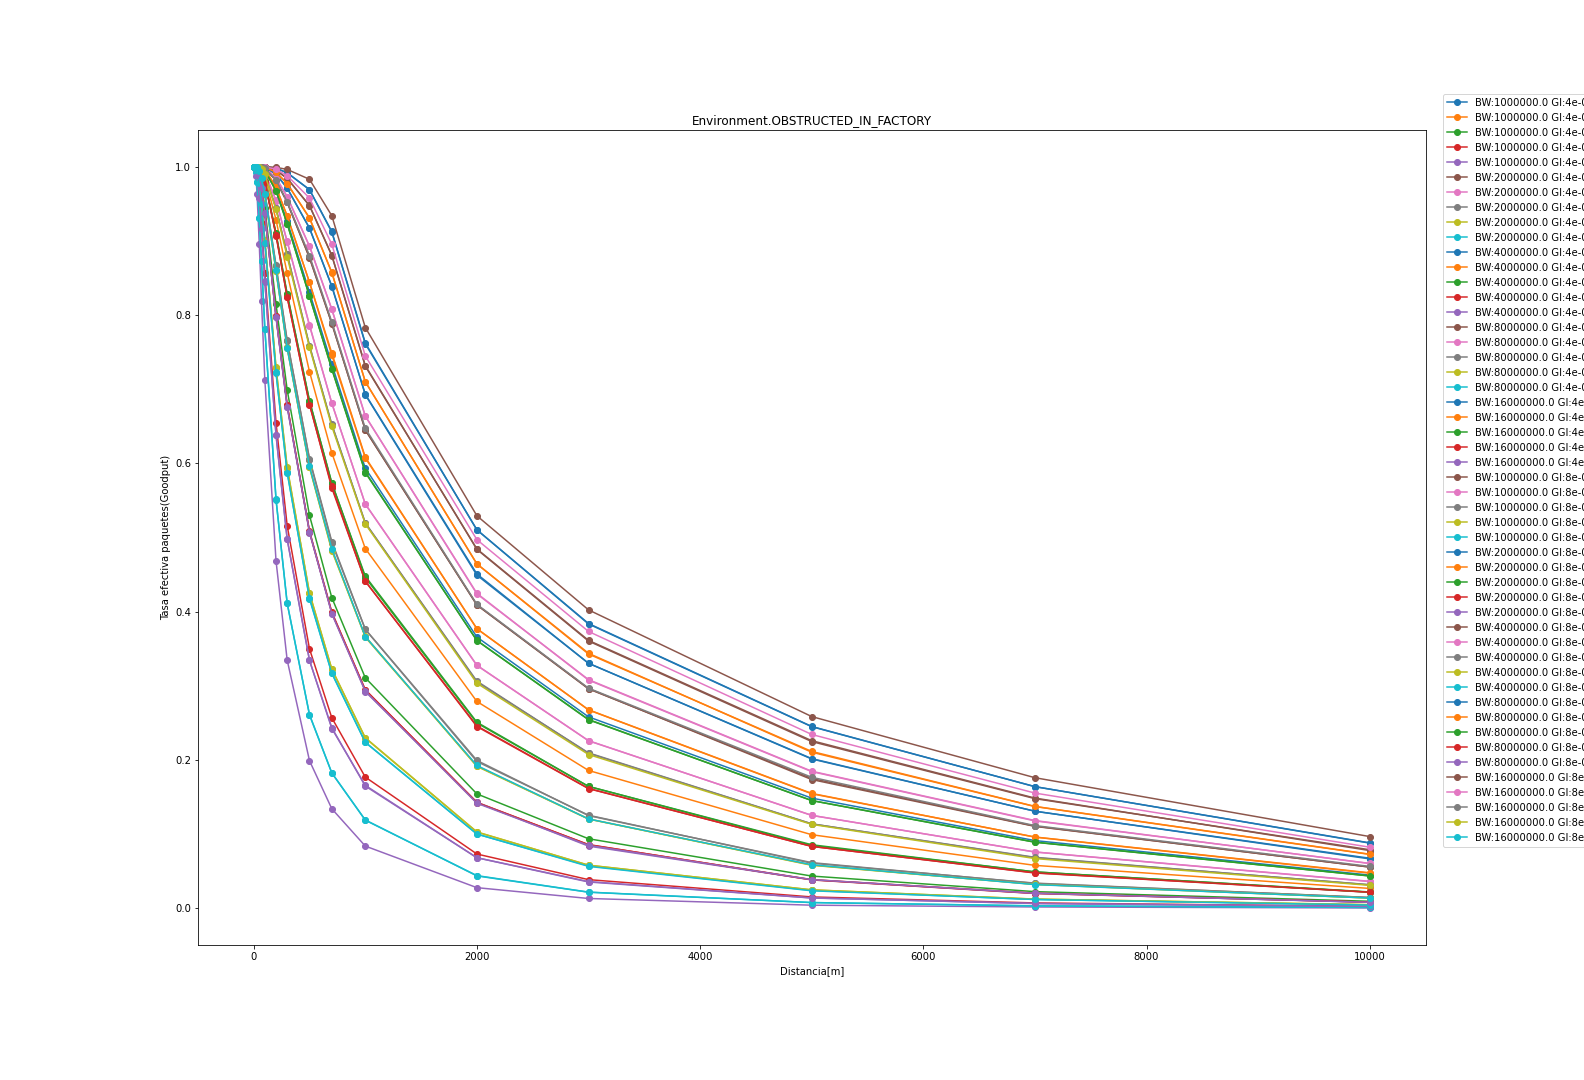 Environment.OBSTRUCTED_IN_FACTORY
1.0
0.8
0.6
0.4
0.2
0.0
Tasa efectiva paquetes(Goodput)
0
2000
4000
6000
8000
10000
Distancia[m]
BW:1000000.0 GI:4e-0
BW:1000000.0 GI:4e-0
BW:1000000.0 GI:4e-0
BW:1000000.0 GI:4e-0
BW:1000000.0 GI:4e-0
BW:2000000.0 GI:4e-0
BW:2000000.0 GI:4e-0
BW:2000000.0 GI:4e-0
BW:2000000.0 GI:4e-0
BW:2000000.0 GI:4e-0
BW:4000000.0 GI:4e-0
BW:4000000.0 GI:4e-0
BW:4000000.0 GI:4e-0
BW:4000000.0 GI:4e-0
BW:4000000.0 GI:4e-0
BW:8000000.0 GI:4e-0
BW:8000000.0 GI:4e-0
BW:8000000.0 GI:4e-0
BW:8000000.0 GI:4e-0
BW:8000000.0 GI:4e-0
BW:16000000.0 GI:4e
BW:16000000.0 GI:4e
BW:16000000.0 GI:4e
BW:16000000.0 GI:4e
BW:16000000.0 GI:4e
BW:1000000.0 GI:8e-0
BW:1000000.0 GI:8e-0
BW:1000000.0 GI:8e-0
BW:1000000.0 GI:8e-0
BW:1000000.0 GI:8e-0
BW:2000000.0 GI:8e-0
BW:2000000.0 GI:8e-0
BW:2000000.0 GI:8e-0
BW:2000000.0 GI:8e-0
BW:2000000.0 GI:8e-0
BW:4000000.0 GI:8e-0
BW:4000000.0 GI:8e-0
BW:4000000.0 GI:8e-0
BW:4000000.0 GI:8e-0
BW:4000000.0 GI:8e-0
BW:8000000.0 GI:8e-0
BW:8000000.0 GI:8e-0
BW:8000000.0 GI:8e-0
BW:8000000.0 GI:8e-0
BW:8000000.0 GI:8e-0
BW:16000000.0 GI:8e
BW:16000000.0 GI:8e
BW:16000000.0 GI:8e
BW:16000000.0 GI:8e
BW:16000000.0 GI:8e